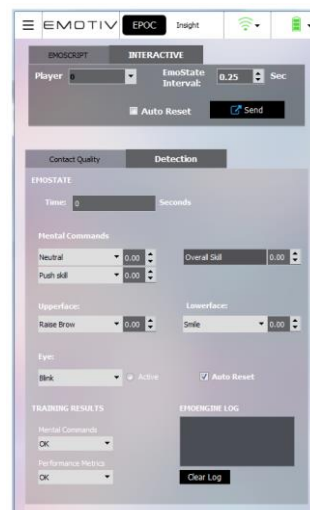 EMOTIV EPOC Insight
EMOSCRIPT INTERACTIVE
Player 0 EmoState Interval: 0.25 Sec
Auto Reset Send
Contact Quality Detection
EMOSTATE
Time: 0 Seconds
Mental Commands
Neutral 0.00 Overall Skill 0.00
Push skill 0.00
Upperface: Lowerface:
Raise Brow 0.00 Smile 0.00
Eye:
Blink Active Auto Reset
TRAINING RESULTS EMOENGINE LOG
Mental Commands
OK
Performance Metrics
OK Clear Log